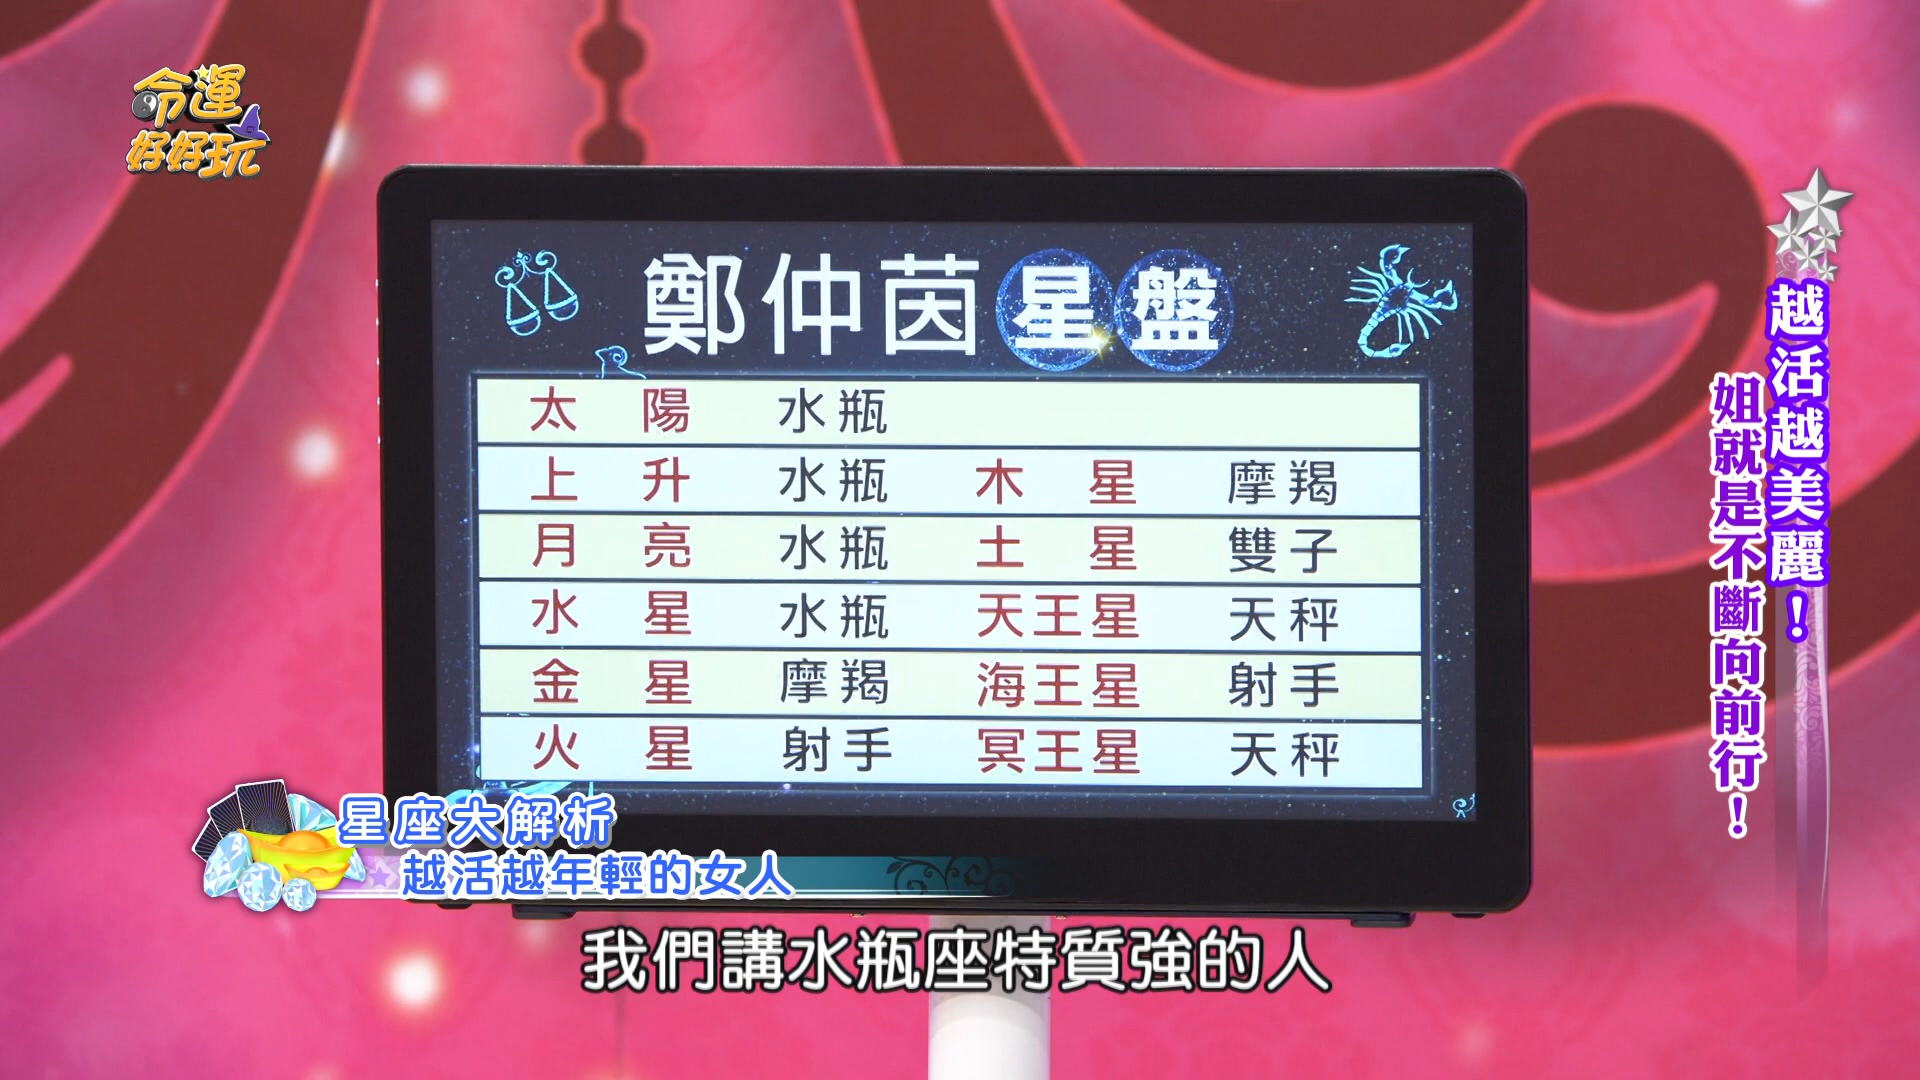 命運
好好玩
鄭仲茵星盤
太陽 水瓶
上升 水瓶 木星 摩羯
月亮 水瓶 土星 雙子
水星 水瓶 天王星 天秤
金星 摩羯 海王星 射手
火星 射手 冥王星 天秤
越活越美麗!
姐就是不斷向前行!
星座大解析
越活越年輕的女人
我們講水瓶座特質強的人